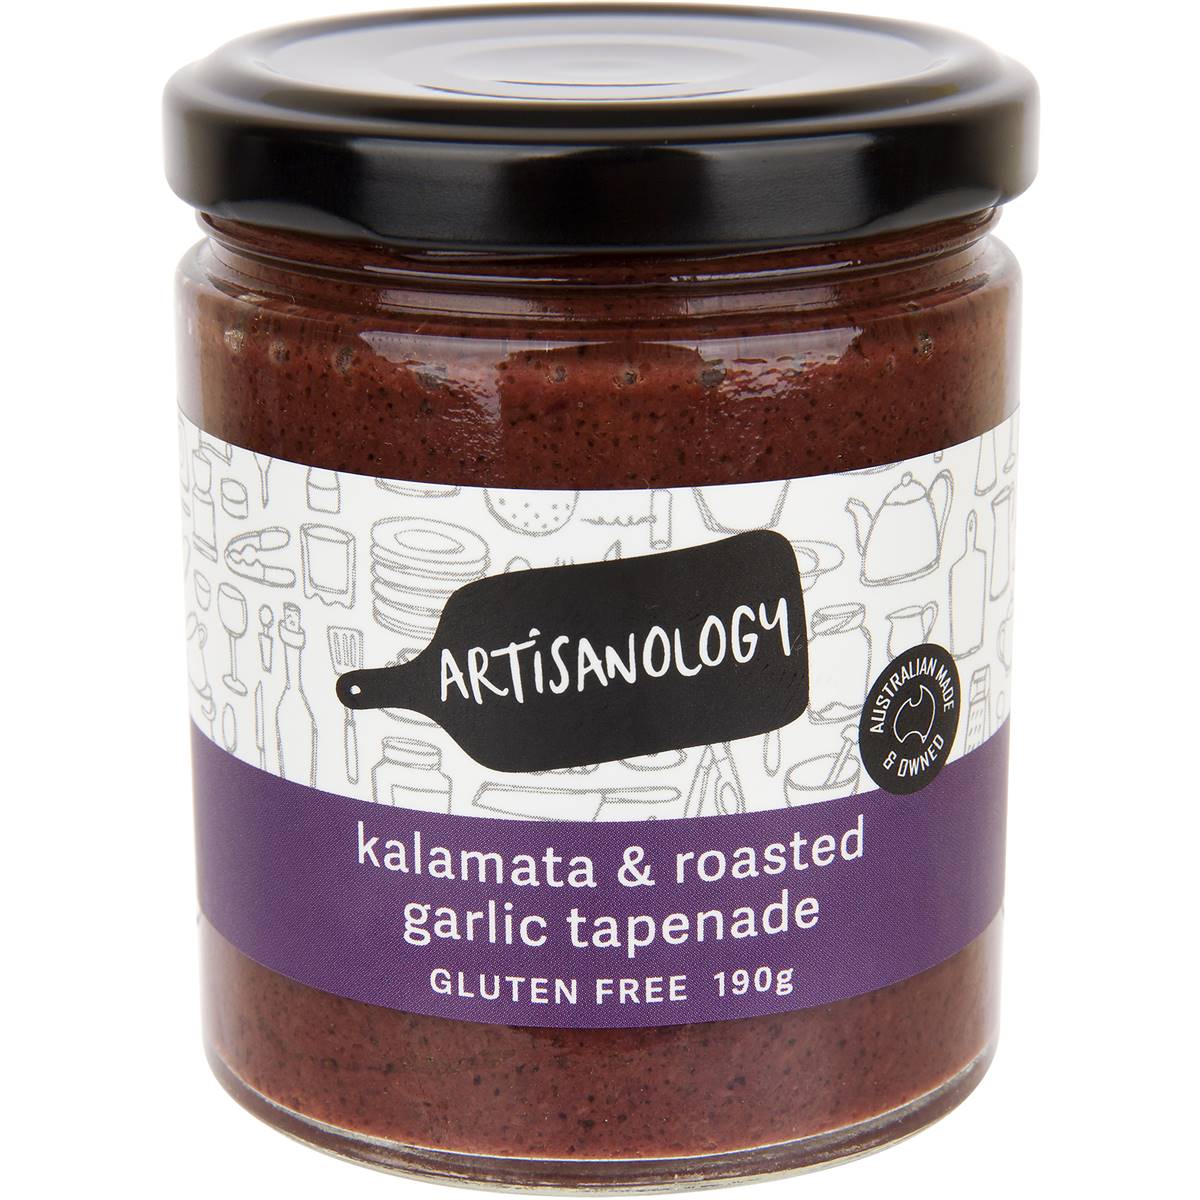 ARTiSANOLOGY
AUSTRALIAN MADE
& OWNED
kalamata & roasted
garlic tapenade
GLUTEN FREE 190g